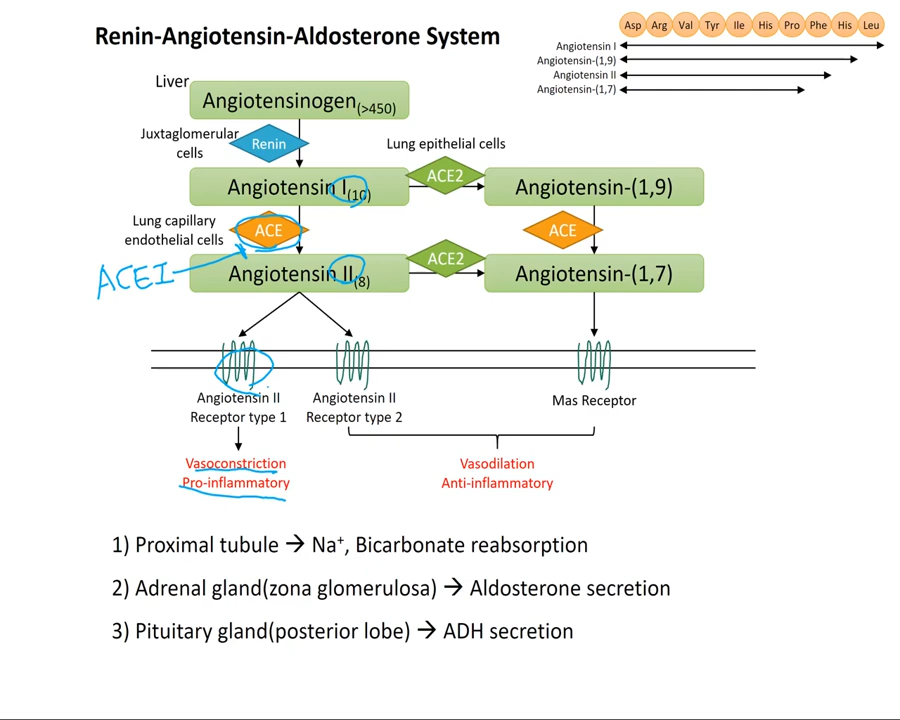 Renin-Angiotensin-Aldosterone System
Asp Arg Val Tyr Ile His Pro Phe His Leu
Angiotensin I
Angiotensin-(1,9)
Angiotensin II
Angiotensin-(1,7)
Liver
Angiotensinogen(>450)
Juxtaglomerular
cells
Renin
Lung epithelial cells
Angiotensin I(10)
ACE2
Angiotensin-(1,9)
Lung capillary
endothelial cells
ACE
ACE
ACEI
Angiotensin II(8)
ACE2
Angiotensin-(1,7)
Angiotensin II
Receptor type 1
Angiotensin II
Receptor type 2
Mas Receptor
Vasoconstriction
Pro-inflammatory
Vasodilation
Anti-inflammatory
1) Proximal tubule → Na⁺, Bicarbonate reabsorption
2) Adrenal gland(zona glomerulosa) → Aldosterone secretion
3) Pituitary gland(posterior lobe) → ADH secretion